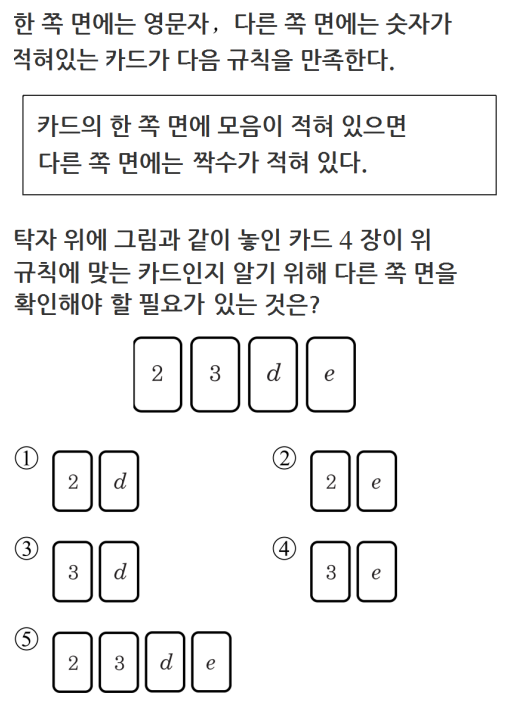 한 쪽 면에는 영문자, 다른 쪽 면에는 숫자가
적혀있는 카드가 다음 규칙을 만족한다.
카드의 한 쪽 면에 모음이 적혀 있으면
다른 쪽 면에는 짝수가 적혀 있다.
탁자 위에 그림과 같이 놓인 카드 4 장이 위
규칙에 맞는 카드인지 알기 위해 다른 쪽 면을
확인해야 할 필요가 있는 것은?
2 3 d e
① 2 d ② 2 e
③ 3 d ④ 3 e
⑤ 2 3 d e